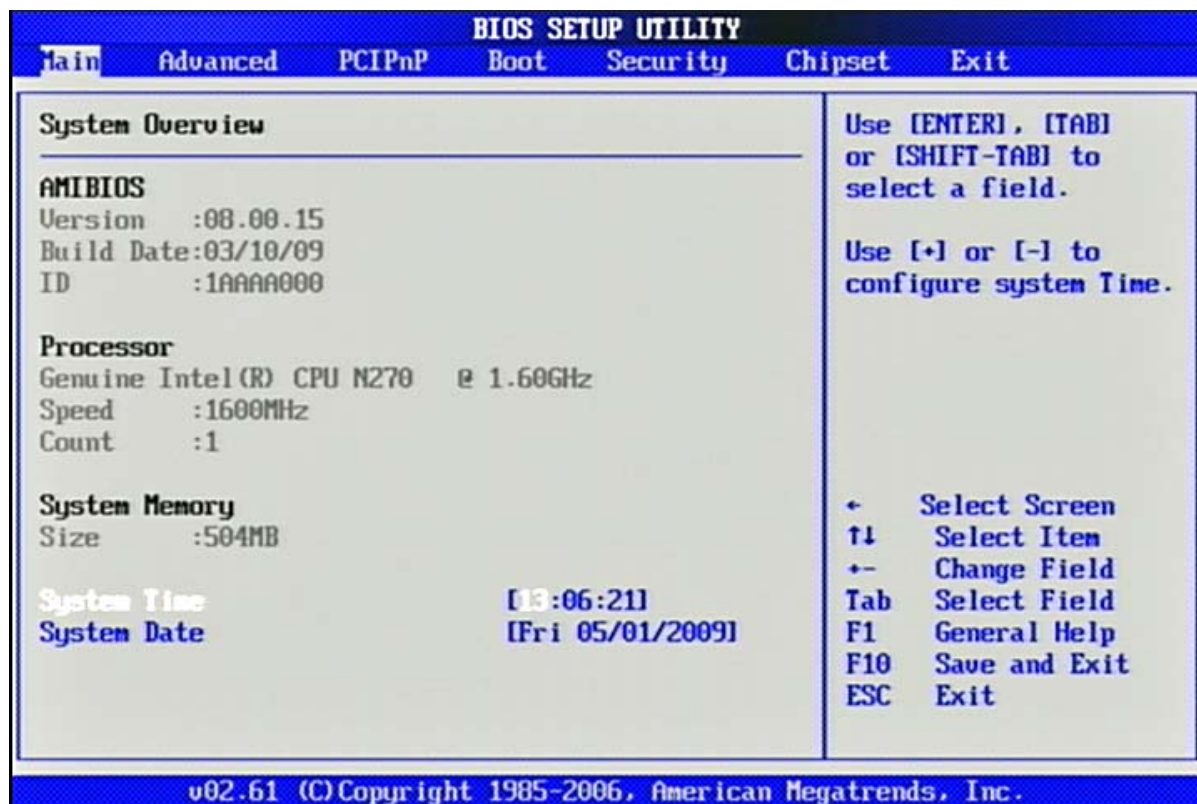 BIOS SETUP UTILITY
Main Advanced PCIPnP Boot Security Chipset Exit
System Overview
AMIBIOS
Version :08.00.15
Build Date:03/10/09
ID :1AAAA000
Processor
Genuine Intel(R) CPU N270 @ 1.60GHz
Speed :1600MHz
Count :1
System Memory
Size :504MB
System Time [13:06:21]
System Date [Fri 05/01/2009]
Use [ENTER], [TAB]
or [SHIFT-TAB] to
select a field.
Use [+] or [-] to
configure system Time.
← Select Screen
↑↓ Select Item
+- Change Field
Tab Select Field
F1 General Help
F10 Save and Exit
ESC Exit
v02.61 (C)Copyright 1985-2006, American Megatrends, Inc.